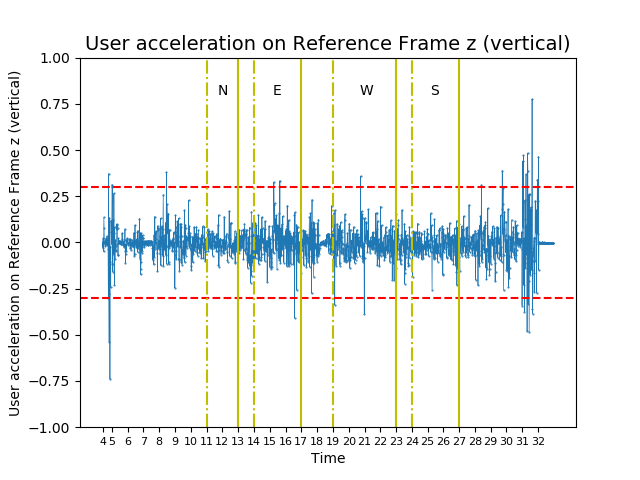 User acceleration on Reference Frame z (vertical)
User acceleration on Reference Frame z (vertical)
1.00
0.75
0.50
0.25
0.00
−0.25
−0.50
−0.75
−1.00
N E W S
4 5 6 7 8 9 10 11 12 13 14 15 16 17 18 19 20 21 22 23 24 25 26 27 28 29 30 31 32
Time